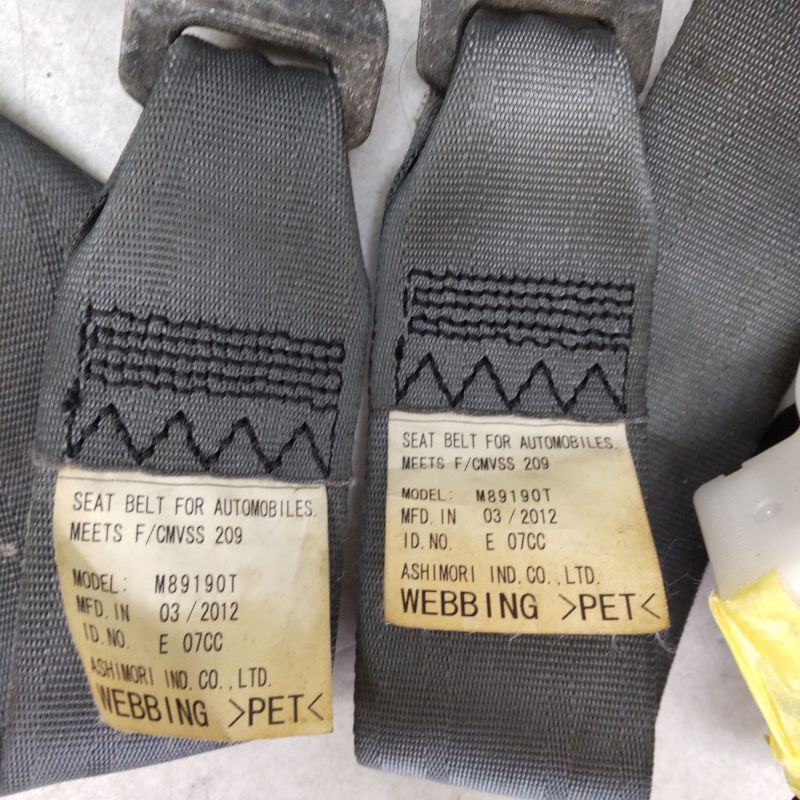 SEAT BELT FOR AUTOMOBILES.
MEETS F/CMVSS 209
MODEL: M89190T
MFD. IN 03/2012
ID. NO. E 07CC
ASHIMORI IND. CO., LTD.
WEBBING >PET<
SEAT BELT FOR AUTOMOBILES.
MEETS F/CMVSS 209
MODEL: M89190T
MFD. IN 03/2012
ID. NO. E 07CC
ASHIMORI IND. CO., LTD.
WEBBING >PET<